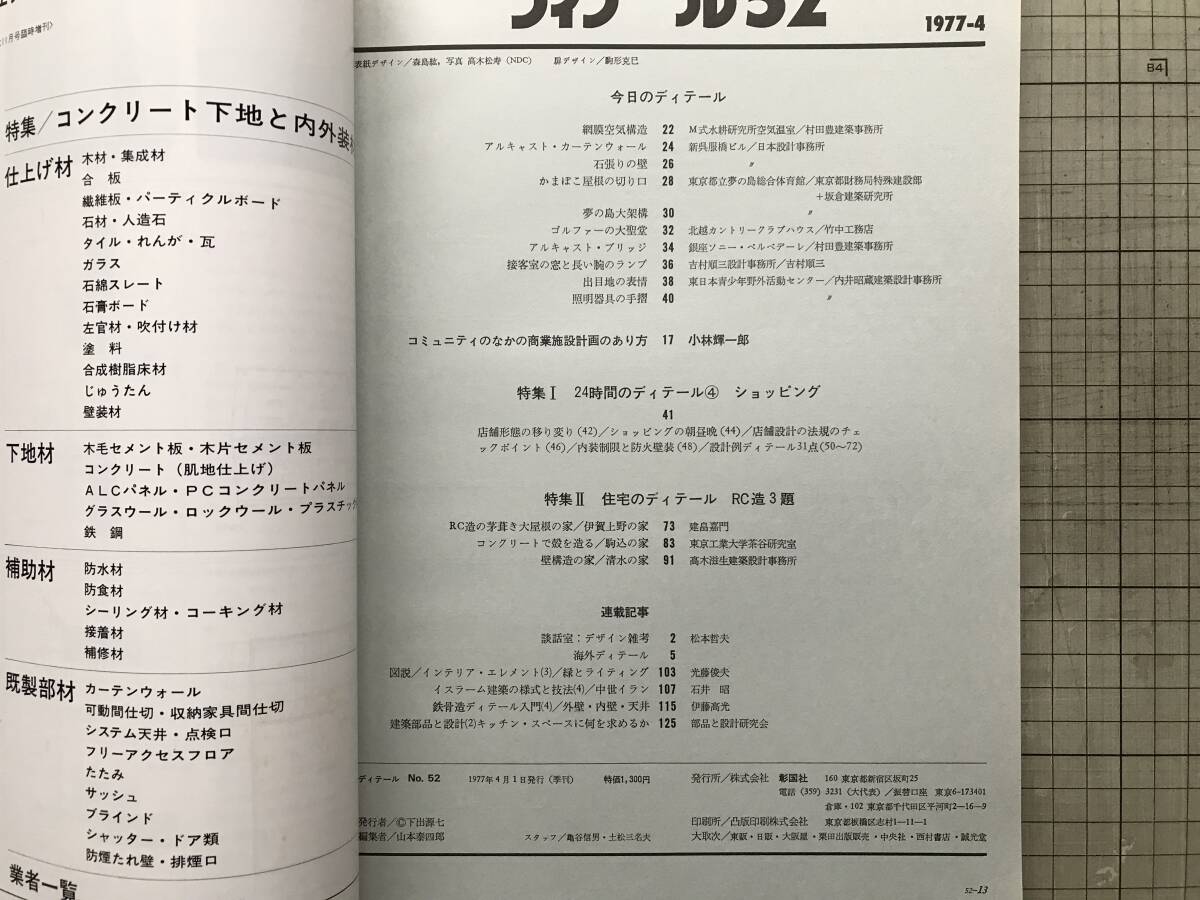 11月号臨時増刊〉
特集／コンクリート下地と内外装
仕上げ材
木材・集成材
合 板
繊維板・パーティクルボード
石材・人造石
タイル・れんが・瓦
ガラス
石綿スレート
石膏ボード
左官材・吹付け材
塗 料
合成樹脂床材
じゅうたん
壁装材
下地材
木毛セメント板・木片セメント板
コンクリート（肌地仕上げ）
ALCパネル・PCコンクリートパネル
グラスウール・ロックウール・プラスチック
鉄 鋼
補助材
防水材
防食材
シーリング材・コーキング材
接着材
補修材
既製部材
カーテンウォール
可動間仕切・収納家具間仕切
システム天井・点検口
フリーアクセスフロア
たたみ
サッシュ
ブラインド
シャッター・ドア類
防煙たれ壁・排煙口
業者一覧
ディテール52
1977-4
表紙デザイン／森島紘，写真 高木松寿（NDC） 扉デザイン／駒形克巳
今日のディテール
網膜空気構造 22 M式水耕研究所空気温室／村田豊建築事務所
アルキャスト・カーテンウォール 24 新呉服橋ビル／日本設計事務所
石張りの壁 26 〃
かまぼこ屋根の切り口 28 東京都立夢の島総合体育館／東京都財務局特殊建設部
＋坂倉建築研究所
夢の島大架構 30 〃
ゴルファーの大聖堂 32 北越カントリークラブハウス／竹中工務店
アルキャスト・ブリッジ 34 銀座ソニー・ベルベデーレ／村田豊建築事務所
接客室の窓と長い腕のランプ 36 吉村順三設計事務所／吉村順三
出目地の表情 38 東日本青少年野外活動センター／内井昭蔵建築設計事務所
照明器具の手摺 40 〃
コミュニティのなかの商業施設計画のあり方 17 小林輝一郎
特集Ⅰ 24時間のディテール④ ショッピング
41
店舗形態の移り変り(42)／ショッピングの朝昼晩(44)／店舗設計の法規のチェ
ックポイント(46)／内装制限と防火壁装(48)／設計例ディテール31点(50〜72)
特集Ⅱ 住宅のディテール RC造3題
RC造の茅葺き大屋根の家／伊賀上野の家 73 建畠嘉門
コンクリートで殻を造る／駒込の家 83 東京工業大学茶谷研究室
壁構造の家／清水の家 91 高木滋生建築設計事務所
連載記事
談話室：デザイン雑考 2 松本哲夫
海外ディテール 5
図説／インテリア・エレメント(3)／緑とライティング 103 光藤俊夫
イスラーム建築の様式と技法(4)／中世イラン 107 石井 昭
鉄骨造ディテール入門(4)／外壁・内壁・天井 115 伊藤高光
建築部品と設計(2)キッチン・スペースに何を求めるか 125 部品と設計研究会
ディテール No. 52 1977年4月1日発行（季刊） 特価1,300円
発行者／©下出源七
編集者／山本泰四郎 スタッフ／亀谷信男・土松三名夫
発行所／株式会社 彰国社 160 東京都新宿区坂町25
電話（359）3231（大代表）／振替口座 東京6-173401
倉庫・102 東京都千代田区平河町2―16―9
印刷所／凸版印刷株式会社 東京都板橋区志村1―11―1
大取次／東販・日販・大阪屋・栗田出版販売・中央社・西村書店・誠光堂
52―13
B4